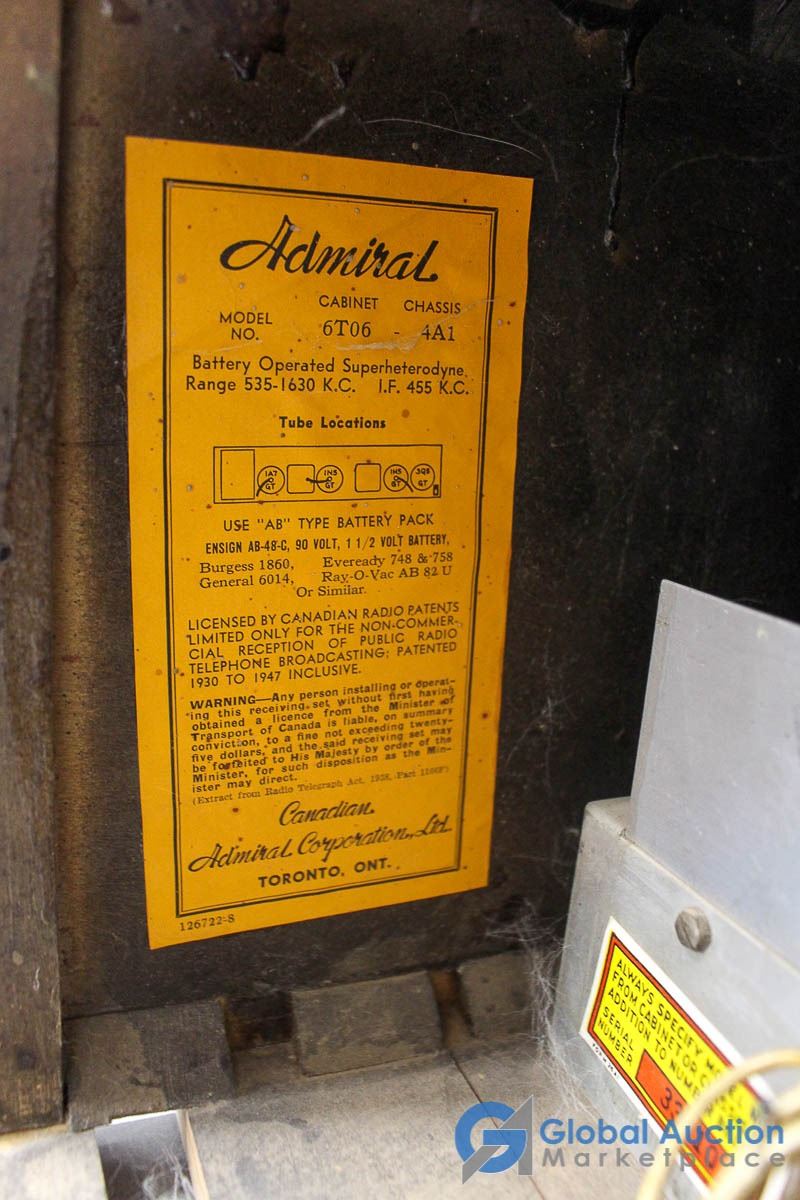 Admiral
CABINET CHASSIS
MODEL NO. 6T06 - 4A1
Battery Operated Superheterodyne
Range 535-1630 K.C. I.F. 455 K.C.
Tube Locations
1A7 GT 1N5 GT 1H5 GT 3Q5 GT
USE "AB" TYPE BATTERY PACK
ENSIGN AB-48-C, 90 VOLT, 1 1/2 VOLT BATTERY,
Burgess 1860, Eveready 748 & 758
General 6014, Ray-O-Vac AB 82 U
Or Similar.
LICENSED BY CANADIAN RADIO PATENTS
LIMITED ONLY FOR THE NON-COMMER-
CIAL RECEPTION OF PUBLIC RADIO
TELEPHONE BROADCASTING; PATENTED
1930 TO 1947 INCLUSIVE.
WARNING—Any person installing or operat-
ing this receiving set without first having
obtained a licence from the Minister of
Transport of Canada is liable, on summary
conviction, to a fine not exceeding twenty-
five dollars, and the said receiving set may
be forfeited to His Majesty by order of the
Minister, for such disposition as the Min-
ister may direct.
(Extract from Radio Telegraph Act, 1938, Part
Canadian
Admiral Corporation, Ltd.
TORONTO, ONT.
126722-8
ALWAYS SPECIFY
FROM CABINET OR
ADDITION TO
SERIAL
NUMBER
33
Global Auction
Marketplace